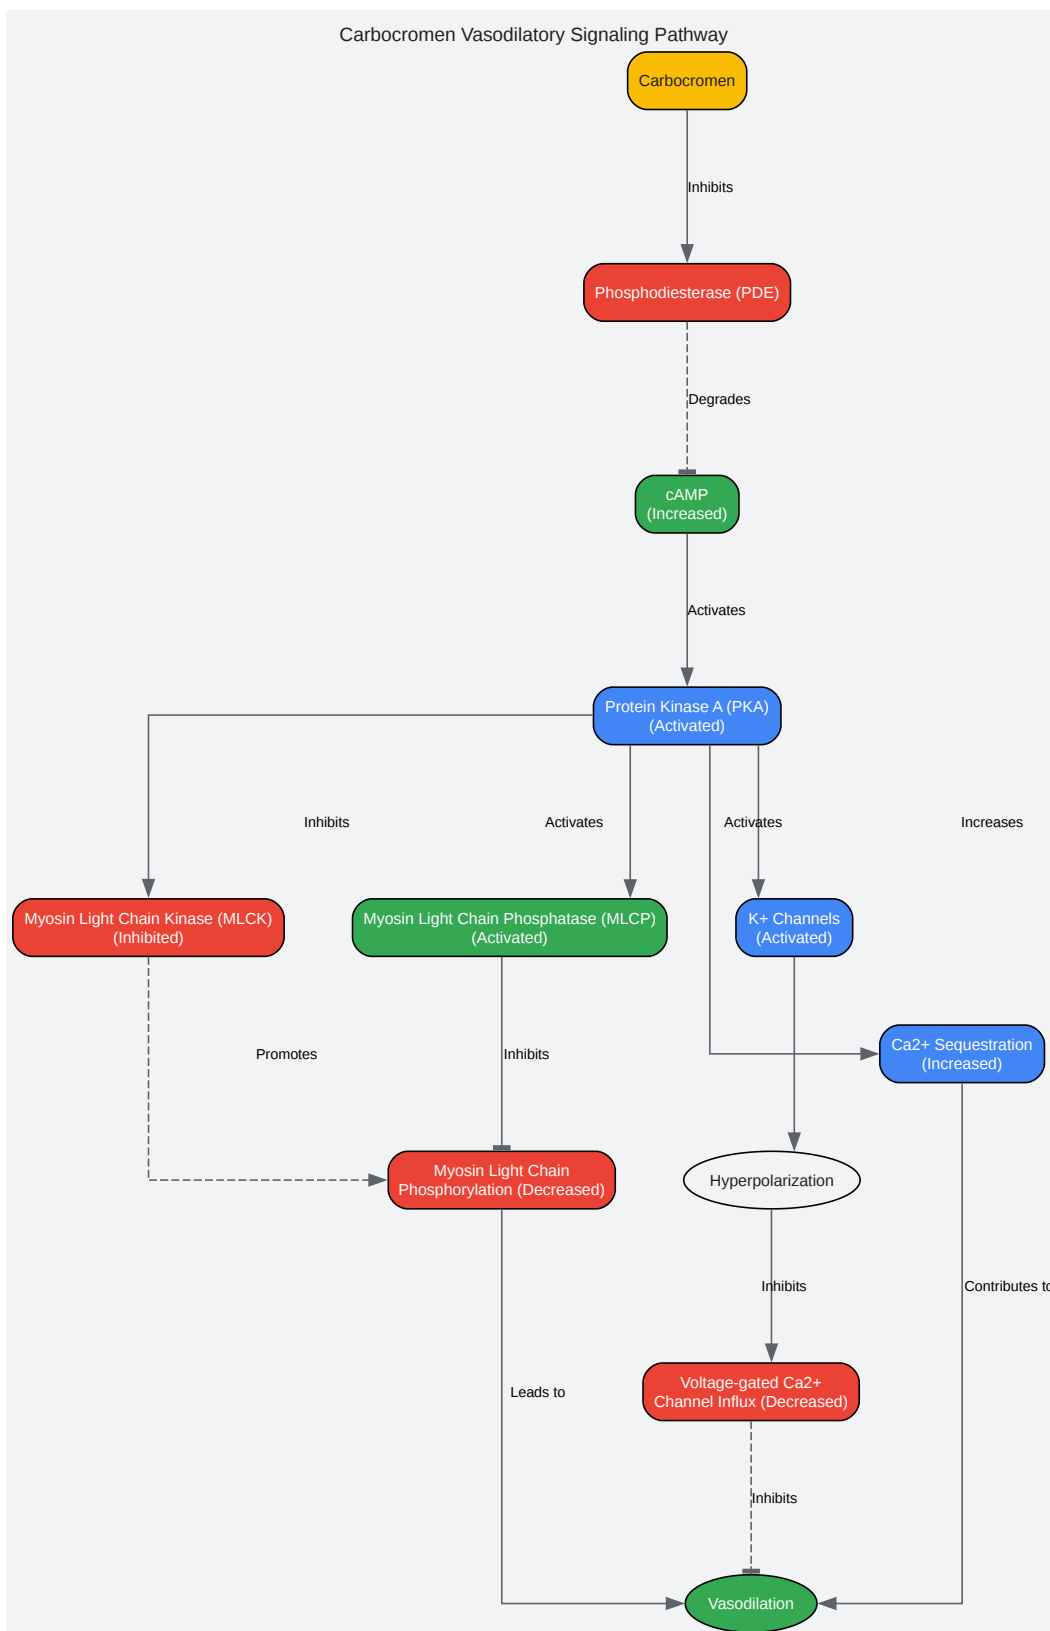 Carbocromen Vasodilatory Signaling Pathway
Carbocromen
Inhibits
Phosphodiesterase (PDE)
Degrades
cAMP
(Increased)
Activates
Protein Kinase A (PKA)
(Activated)
Inhibits
Activates
Activates
Increases
Myosin Light Chain Kinase (MLCK)
(Inhibited)
Myosin Light Chain Phosphatase (MLCP)
(Activated)
K+ Channels
(Activated)
Promotes
Inhibits
Ca2+ Sequestration
(Increased)
Myosin Light Chain
Phosphorylation (Decreased)
Hyperpolarization
Inhibits
Contributes to
Voltage-gated Ca2+
Channel Influx (Decreased)
Leads to
Inhibits
Vasodilation